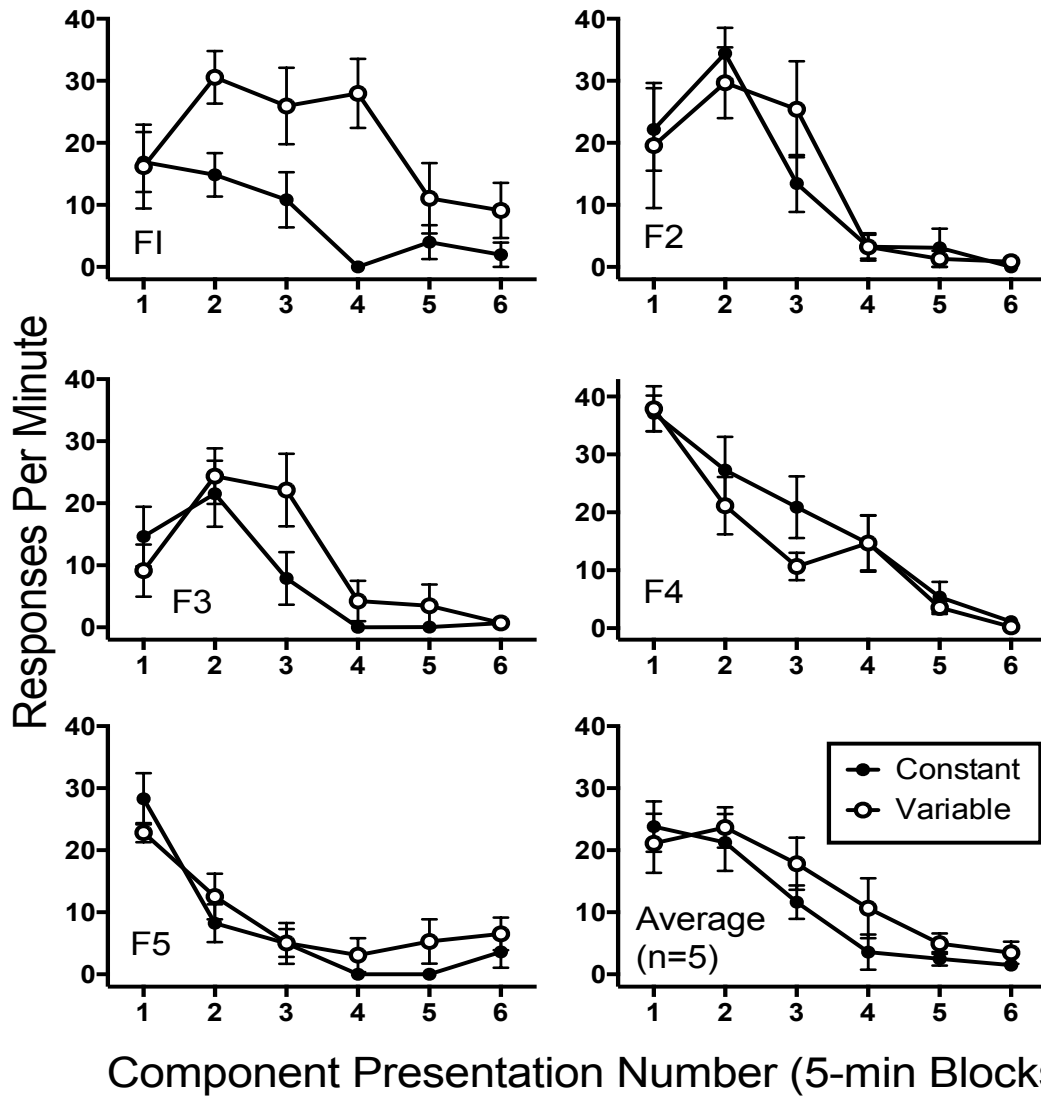 Responses Per Minute
40
30
20
10
0
F1
1 2 3 4 5 6
40
30
20
10
0
F2
1 2 3 4 5 6
40
30
20
10
0
F3
1 2 3 4 5 6
40
30
20
10
0
F4
1 2 3 4 5 6
40
30
20
10
0
F5
1 2 3 4 5 6
40
30
20
10
0
Constant
Variable
Average
(n=5)
1 2 3 4 5 6
Component Presentation Number (5-min Blocks